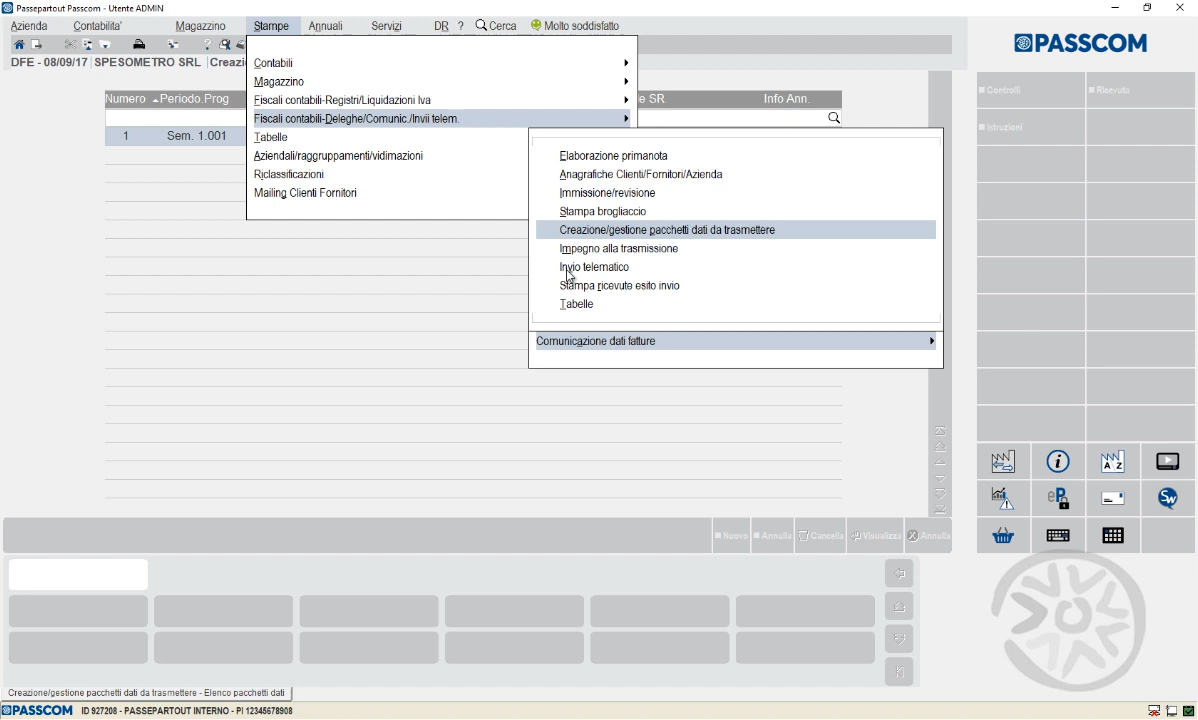 Passepartout Passcom - Utente ADMIN
Azienda Contabilita' Magazzino Stampe Annuali Servizi DR ? Cerca Molto soddisfatto
PASSCOM
DFE - 08/09/17 SPESOMETRO SRL Creazi
Contabili
Magazzino
Fiscali contabili-Registri/Liquidazioni Iva
Fiscali contabili-Deleghe/Comunic./Invii telem.
Tabelle
Aziendali/raggruppamenti/vidimazioni
Riclassificazioni
Mailing Clienti Fornitori
Numero Periodo.Prog e SR. Info Ann.
1 Sem. 1.001
Elaborazione primanota
Anagrafiche Clienti/Fornitori/Azienda
Immissione/revisione
Stampa brogliaccio
Creazione/gestione pacchetti dati da trasmettere
Impegno alla trasmissione
Invio telematico
Stampa ricevute esito invio
Tabelle
Comunicazione dati fatture
Controlli Ricevuta
Istruzioni
A Z
eP
Sw
Nuovo Annulla Cancella Visualizza Annulla
Creazione/gestione pacchetti dati da trasmettere - Elenco pacchetti dati
PASSCOM ID 927208 - PASSEPARTOUT INTERNO - PI 12345678908